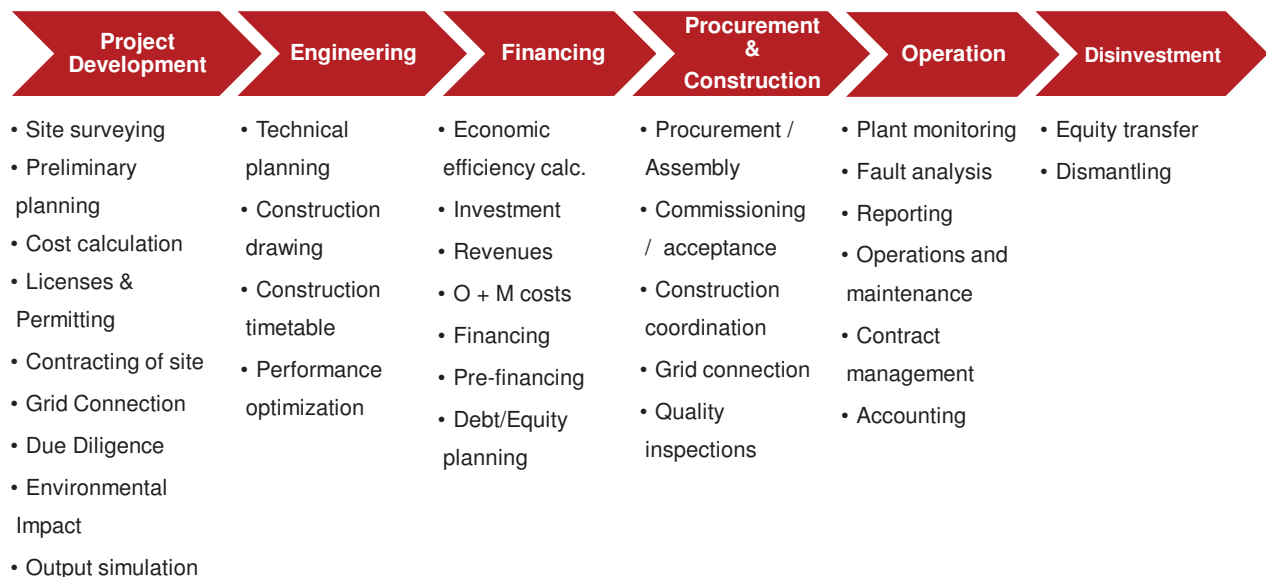 Project
Development
Engineering
Financing
Procurement
&
Construction
Operation
Disinvestment
• Site surveying
• Preliminary
planning
• Cost calculation
• Licenses &
Permitting
• Contracting of site
• Grid Connection
• Due Diligence
• Environmental
Impact
• Output simulation
• Technical
planning
• Construction
drawing
• Construction
timetable
• Performance
optimization
• Economic
efficiency calc.
• Investment
• Revenues
• O + M costs
• Financing
• Pre-financing
• Debt/Equity
planning
• Procurement /
Assembly
• Commissioning
/ acceptance
• Construction
coordination
• Grid connection
• Quality
inspections
• Plant monitoring
• Fault analysis
• Reporting
• Operations and
maintenance
• Contract
management
• Accounting
• Equity transfer
• Dismantling